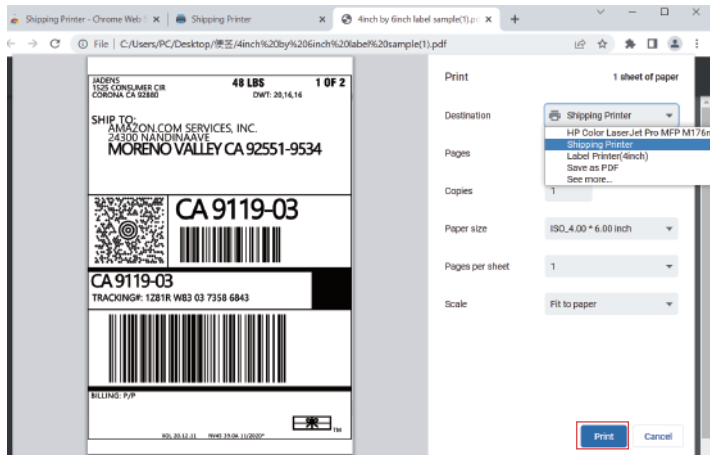 Shipping Printer - Chrome Web S
Shipping Printer
4inch by 6inch label sample(1).p
File
C:/Users/PC/Desktop/便签/4inch%20by%206inch%20label%20sample(1).pdf
JADENS
1525 CONSUMER CIR
CORONA CA 92880
48 LBS
1 OF 2
DWT: 20,14,16
SHIP TO:
AMAZON.COM SERVICES, INC.
24300 NANDINAAVE
MORENO VALLEY CA 92551-9534
CA 9119-03
CA 9119-03
TRACKING#: 1Z81R W83 03 7358 6843
BILLING: P/P
TM
Print
1 sheet of paper
Destination
Shipping Printer
HP Color LaserJet Pro MFP M176n
Shipping Printer
Label Printer(4inch)
Save as PDF
See more...
Pages
Copies
1
Paper size
ISO_4.00 * 6.00 inch
Pages per sheet
1
Scale
Fit to paper
Print
Cancel